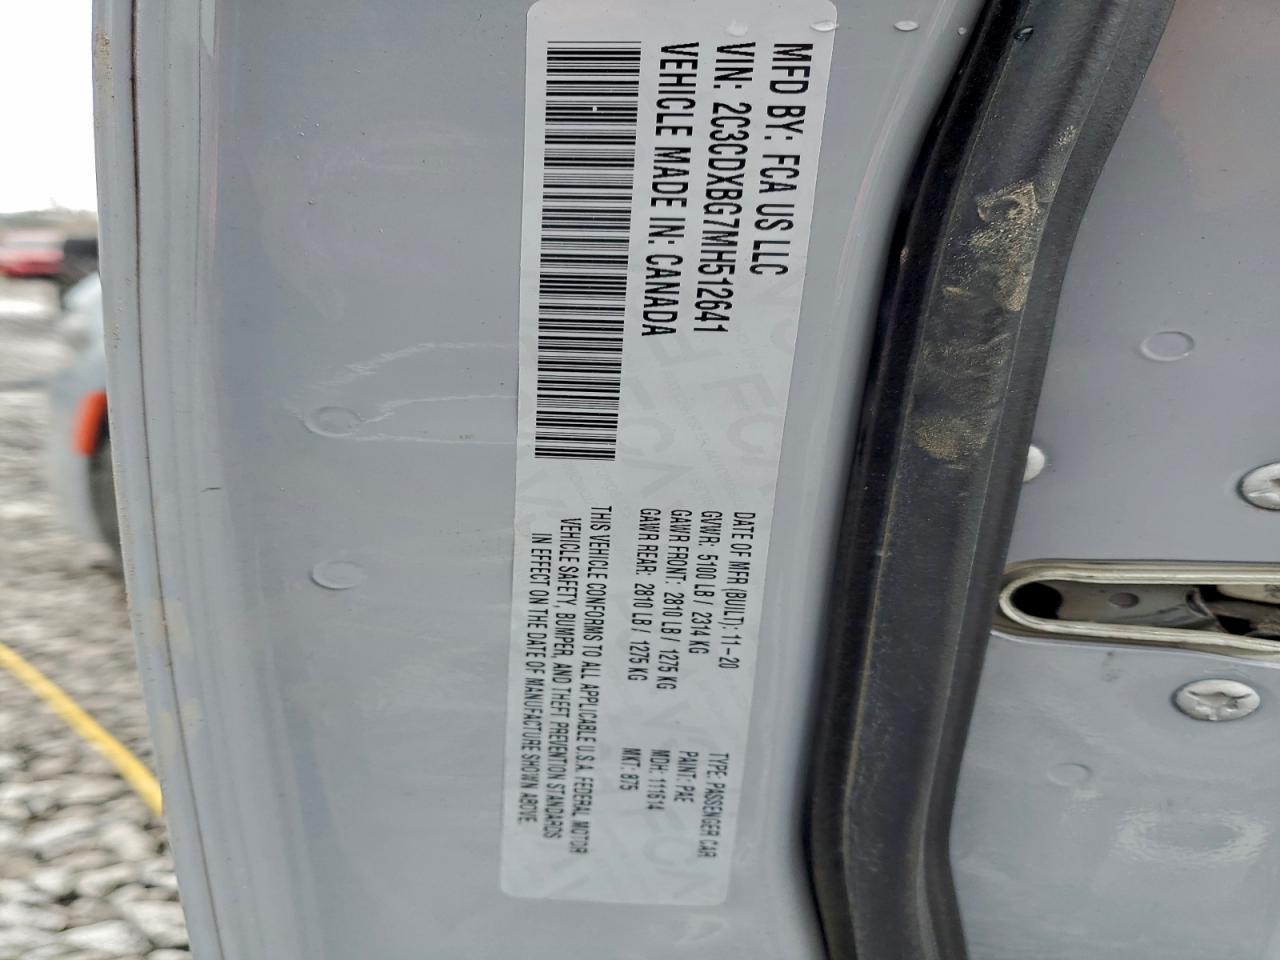 MFD BY: FCA US LLC
VIN: 2C3CDXBG7MH512641
VEHICLE MADE IN: CANADA
DATE OF MFR (BUILT): 11-20
GVWR: 5100 LB / 2314 KG
GAWR FRONT: 2810 LB / 1275 KG
GAWR REAR: 2810 LB / 1275 KG
TYPE: PASSENGER CAR
PAINT: PAE
MDH: 111614
MKT: 875
THIS VEHICLE CONFORMS TO ALL APPLICABLE U.S.A. FEDERAL MOTOR
VEHICLE SAFETY, BUMPER, AND THEFT PREVENTION STANDARDS
IN EFFECT ON THE DATE OF MANUFACTURE SHOWN ABOVE.